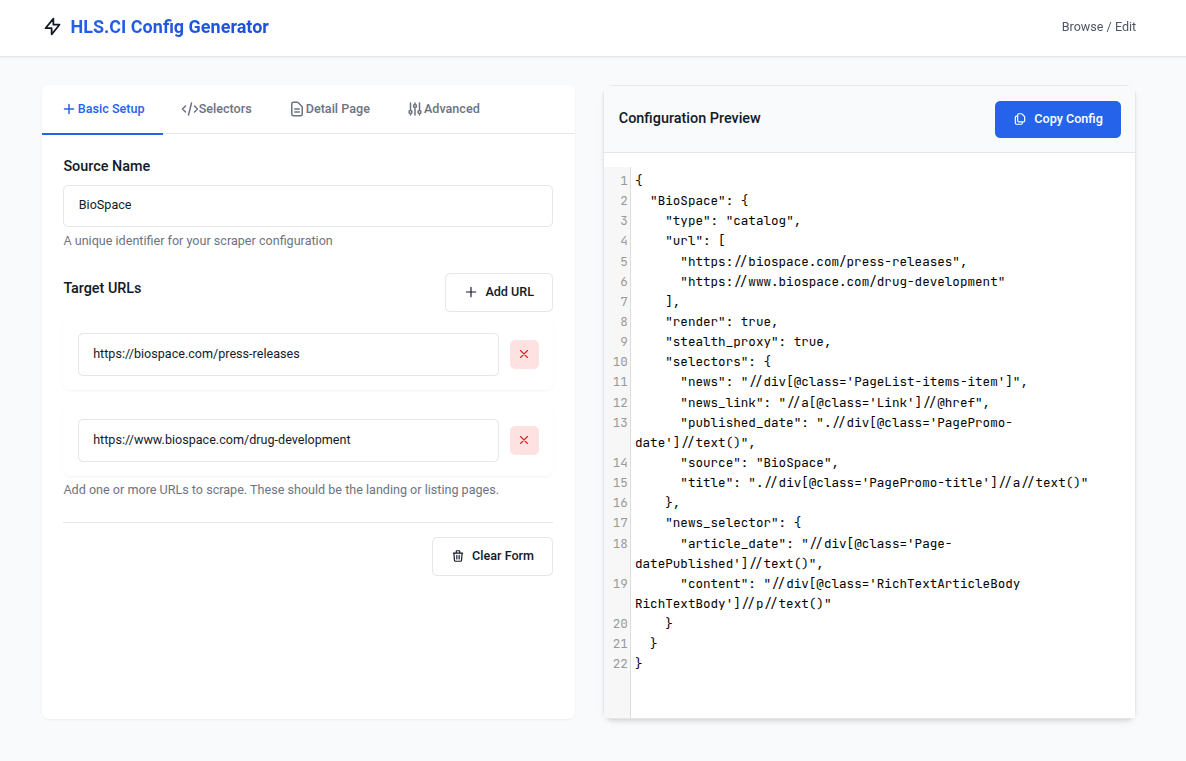 HLS.CI Config Generator
Browse / Edit
Basic Setup
</>Selectors
Detail Page
Advanced
Source Name
BioSpace
A unique identifier for your scraper configuration
Target URLs
+ Add URL
https://biospace.com/press-releases
https://www.biospace.com/drug-development
Add one or more URLs to scrape. These should be the landing or listing pages.
Clear Form
Configuration Preview
Copy Config
1 {
2   "BioSpace": {
3     "type": "catalog",
4     "url": [
5       "https://biospace.com/press-releases",
6       "https://www.biospace.com/drug-development"
7     ],
8     "render": true,
9     "stealth_proxy": true,
10     "selectors": {
11       "news": "//div[@class='PageList-items-item']",
12       "news_link": "//a[@class='Link']//@href",
13       "published_date": ".//div[@class='PagePromo-
date']//text()",
14       "source": "BioSpace",
15       "title": ".//div[@class='PagePromo-title']//a//text()"
16     },
17     "news_selector": {
18       "article_date": "//div[@class='Page-
datePublished']//text()",
19       "content": "//div[@class='RichTextArticleBody
RichTextBody']//p//text()"
20     }
21   }
22 }